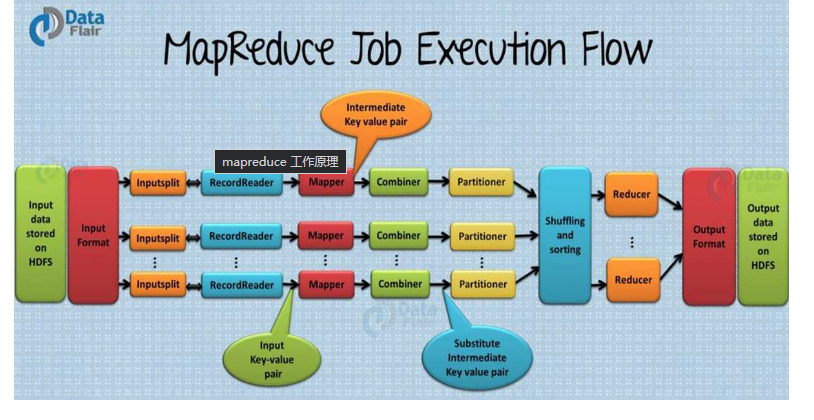 Data
Flair
MapReduce Job Execution Flow
Intermediate
Key value pair
mapreduce 工作原理
Input
data
stored
on
HDFS
Input
Format
Inputsplit
RecordReader
Mapper
Combiner
Partitioner
Inputsplit
RecordReader
Mapper
Combiner
Partitioner
Inputsplit
RecordReader
Mapper
Combiner
Partitioner
Shuffling
and
sorting
Reducer
Reducer
Output
Format
Output
data
stored
on
HDFS
Input
Key-value
pair
Substitute
Intermediate
Key value pair
Data
Flair
Data
Flair
Data